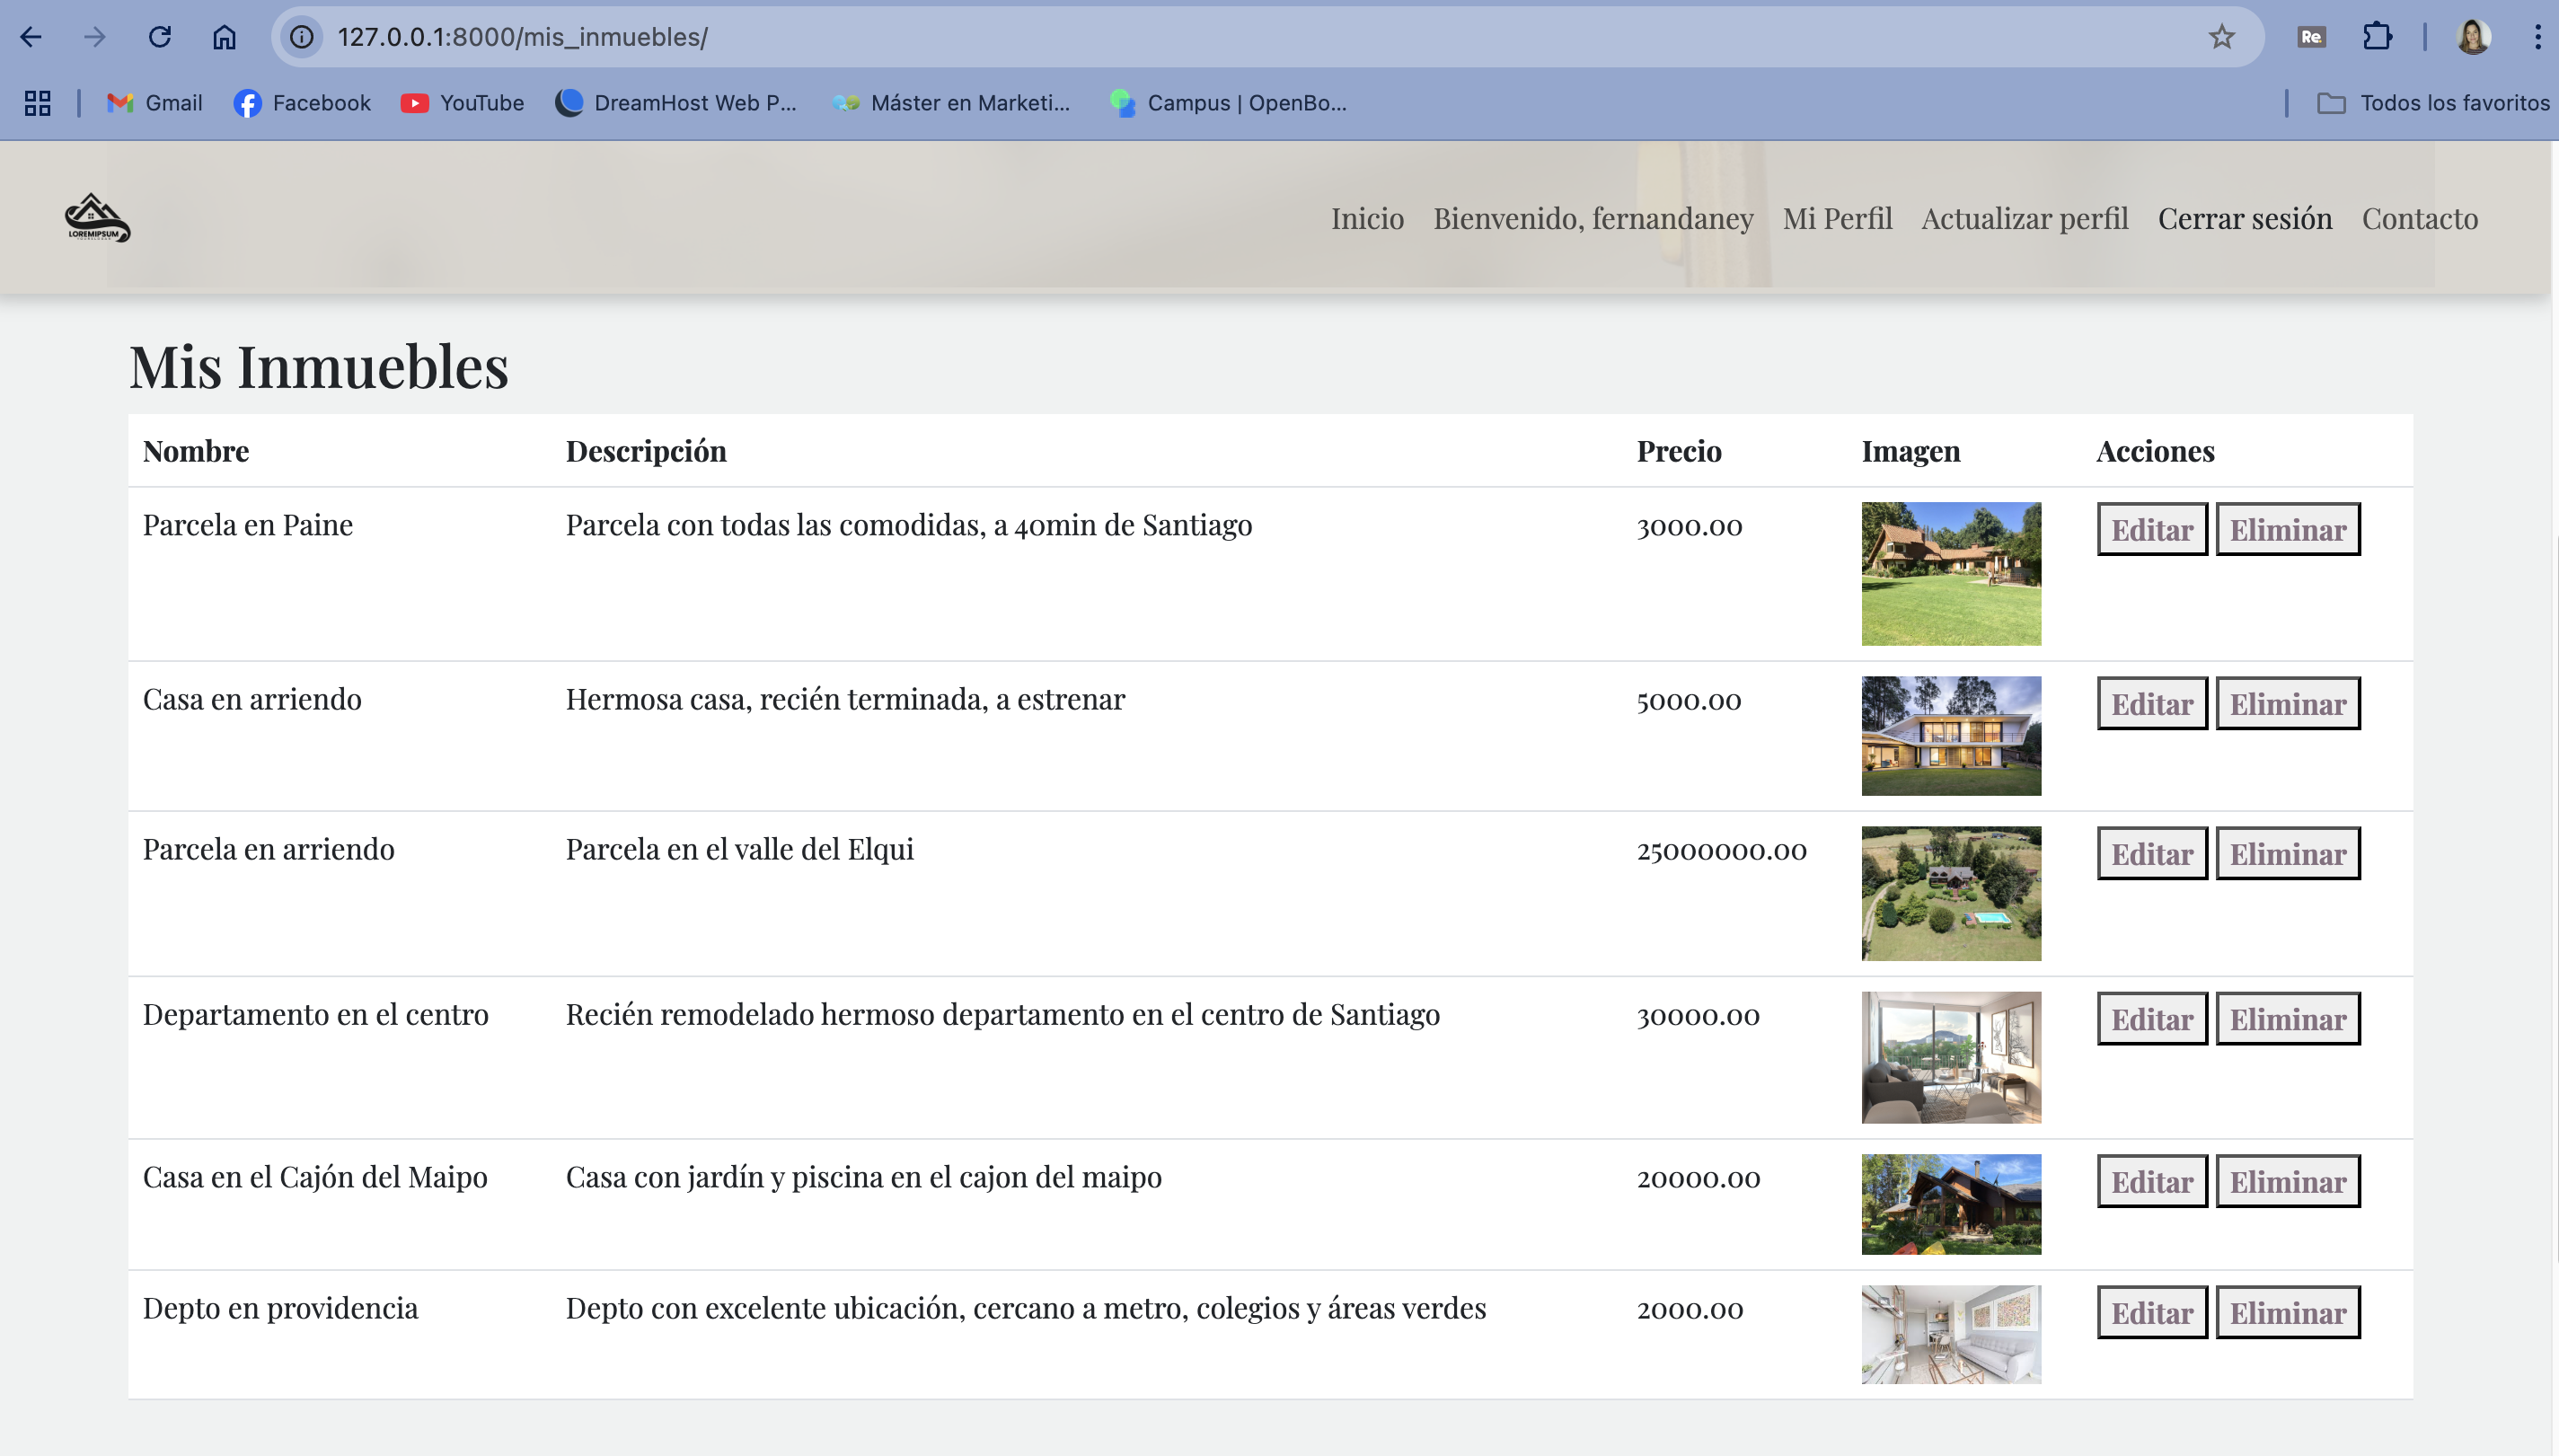 127.0.0.1:8000/mis_inmuebles/
Re.
Gmail
Facebook
YouTube
DreamHost Web P...
Máster en Marketi...
Campus | OpenBo...
Todos los favoritos
LOREMIPSUM
Inicio
Bienvenido, fernandaney
Mi Perfil
Actualizar perfil
Cerrar sesión
Contacto
Mis Inmuebles
Nombre Descripción Precio Imagen Acciones
Parcela en Paine Parcela con todas las comodidas, a 40min de Santiago 3000.00 Editar Eliminar
Casa en arriendo Hermosa casa, recién terminada, a estrenar 5000.00 Editar Eliminar
Parcela en arriendo Parcela en el valle del Elqui 25000000.00 Editar Eliminar
Departamento en el centro Recién remodelado hermoso departamento en el centro de Santiago 30000.00 Editar Eliminar
Casa en el Cajón del Maipo Casa con jardín y piscina en el cajon del maipo 20000.00 Editar Eliminar
Depto en providencia Depto con excelente ubicación, cercano a metro, colegios y áreas verdes 2000.00 Editar Eliminar